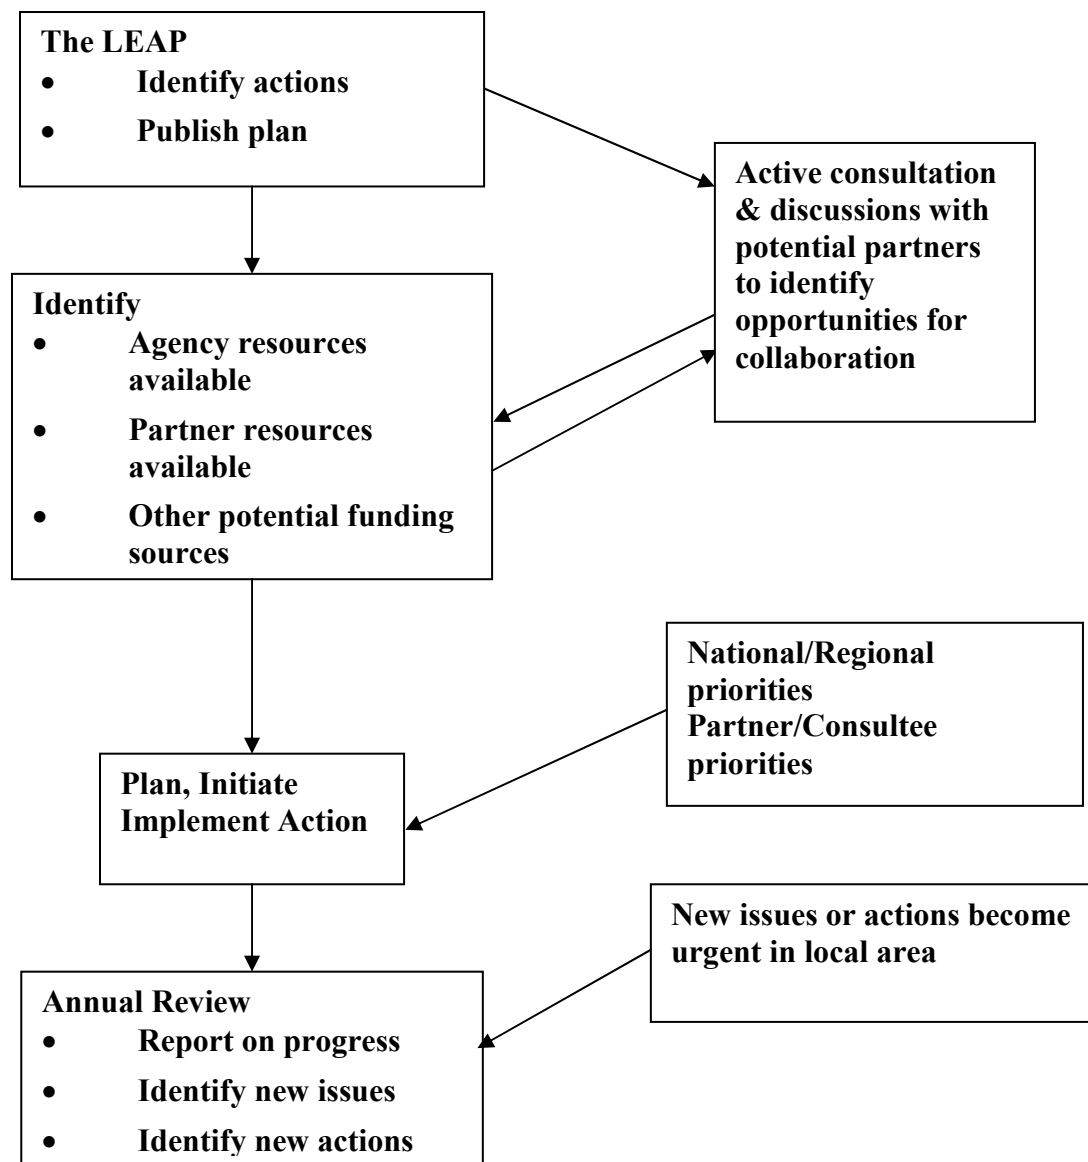 The LEAP
• Identify actions
• Publish plan
Active consultation
& discussions with
potential partners
to identify
opportunities for
collaboration
Identify
• Agency resources
available
• Partner resources
available
• Other potential funding
sources
National/Regional
priorities
Partner/Consultee
priorities
Plan, Initiate
Implement Action
New issues or actions become
urgent in local area
Annual Review
• Report on progress
• Identify new issues
• Identify new actions